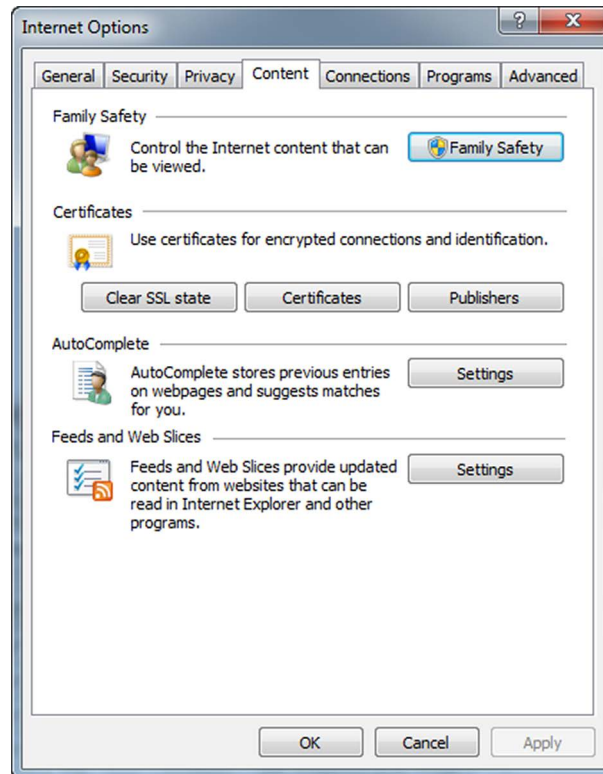 Internet Options
General Security Privacy Content Connections Programs Advanced
Family Safety
Control the Internet content that can
be viewed.
Family Safety
Certificates
Use certificates for encrypted connections and identification.
Clear SSL state Certificates Publishers
AutoComplete
AutoComplete stores previous entries
on webpages and suggests matches
for you.
Settings
Feeds and Web Slices
Feeds and Web Slices provide updated
content from websites that can be
read in Internet Explorer and other
programs.
Settings
OK Cancel Apply